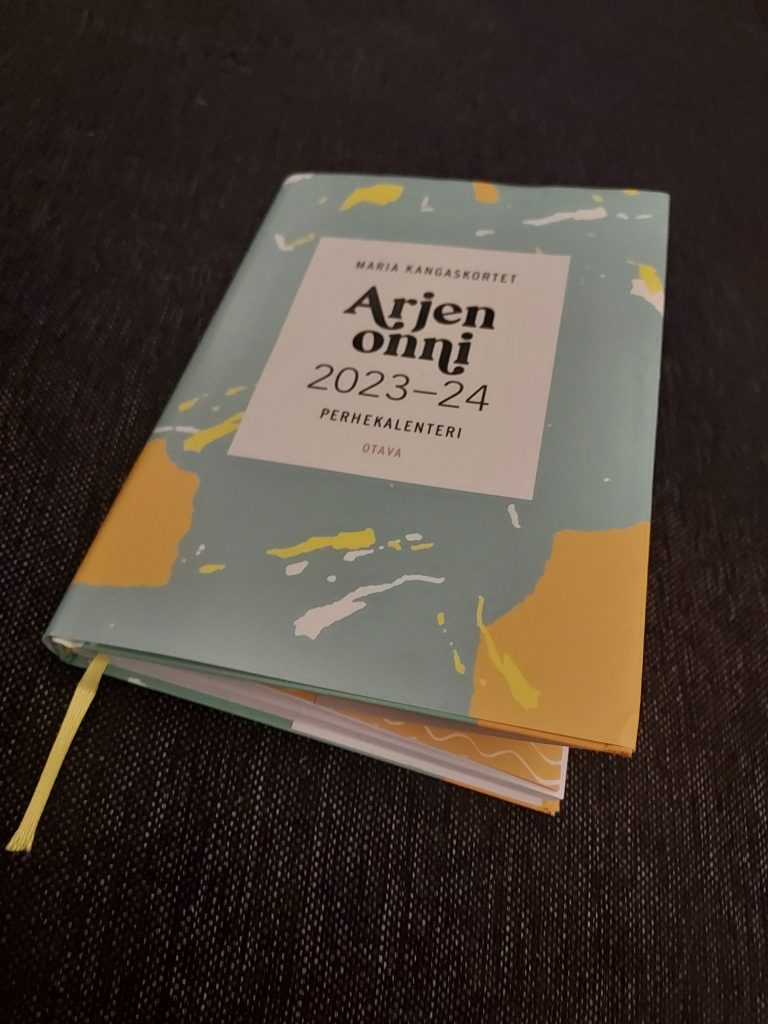 MARIA KANGASKORTET
Arjen
onni
2023–24
PERHEKALENTERI
OTAVA